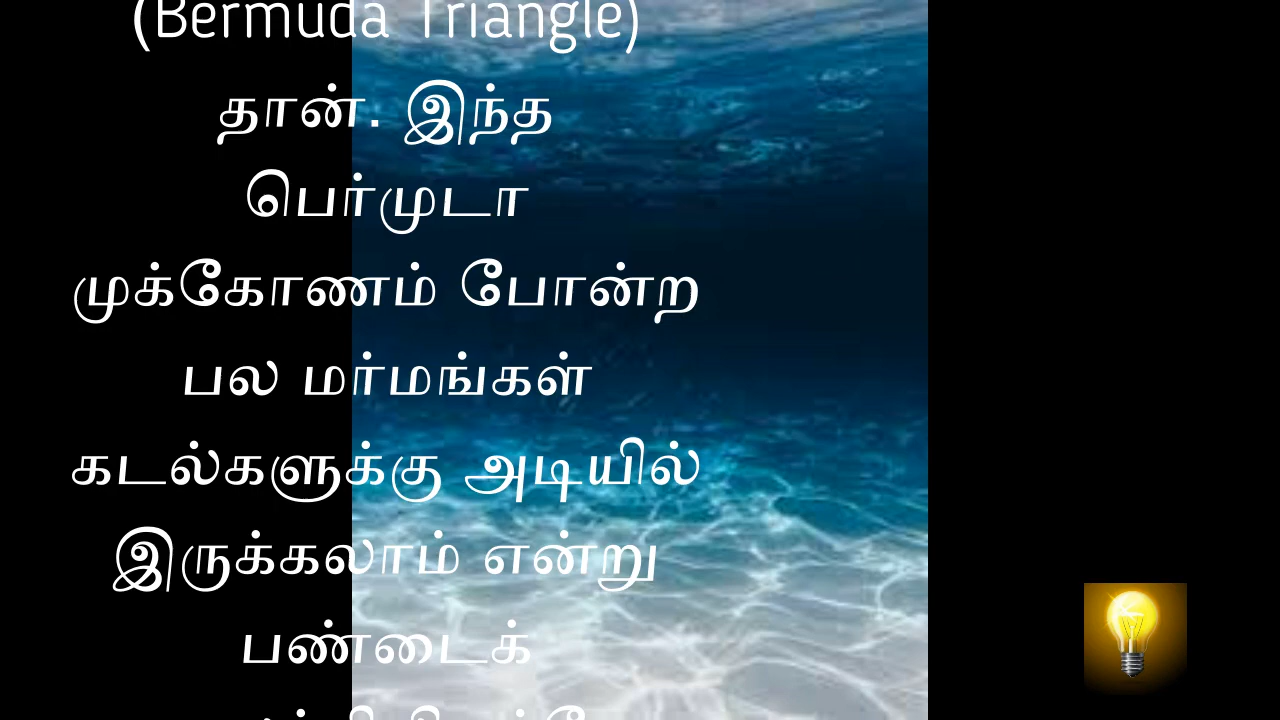 (Bermuda Triangle)
தான். இந்த
பெர்முடா
முக்கோணம் போன்ற
பல மர்மங்கள்
கடல்களுக்கு அடியில்
இருக்கலாம் என்று
பண்டைக்